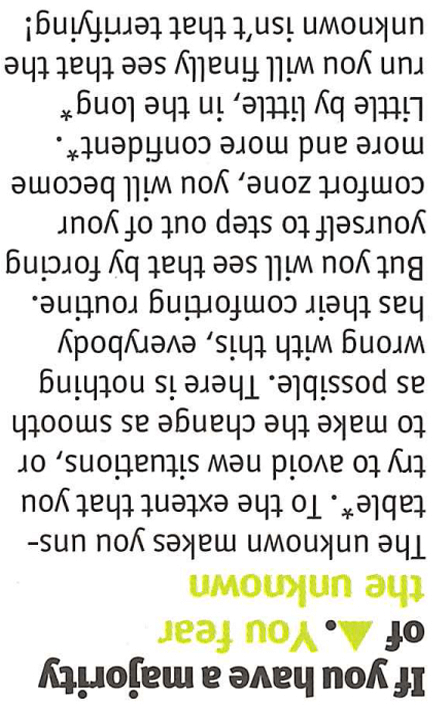 If you have a majority
of ▲. You fear
the unknown
The unknown makes you uns-
table*. To the extent that you
try to avoid new situations, or
to make the change as smooth
as possible. There is nothing
wrong with this, everybody
has their comforting routine.
But you will see that by forcing
yourself to step out of your
comfort zone, you will become
more and more confident*.
Little by little, in the long*
run you will finally see that the
unknown isn't that terrifying!